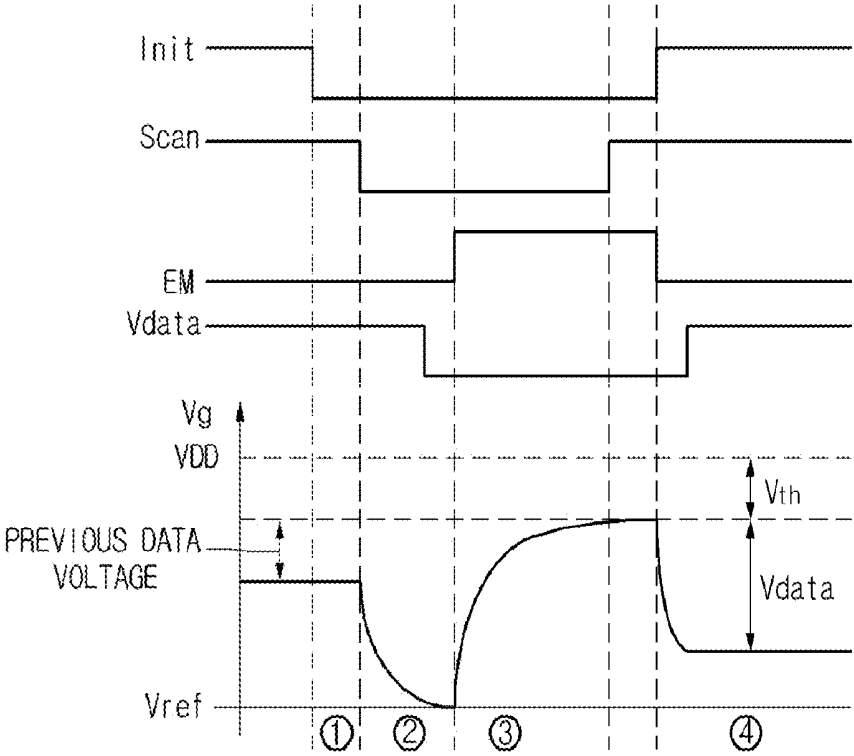 Init
Scan
EM
Vdata
Vg
VDD
Vth
PREVIOUS DATA
VOLTAGE
Vdata
Vref
① ② ③ ④